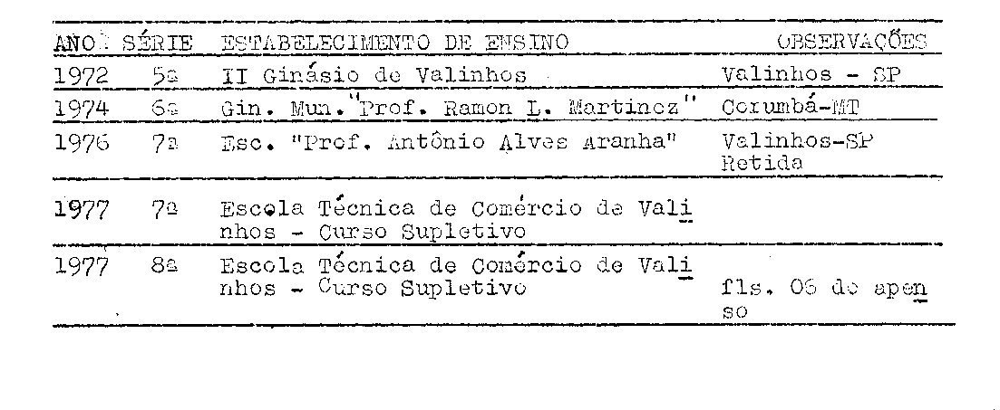 ANO SÉRIE ESTABELECIMENTO DE ENSINO OBSERVAÇÕES
1972 5a II Ginásio de Valinhos Valinhos - SP
1974 6a Gin. Mun."Prof. Ramon L. Martinez" Corumbá-MT
1976 7a Esc. "Prof. Antônio Alves Aranha" Valinhos-SP
Retida
1977 7a Escola Técnica de Comércio de Vali
nhos - Curso Supletivo
1977 8a Escola Técnica de Comércio de Vali
nhos - Curso Supletivo fls. 06 do apen
so